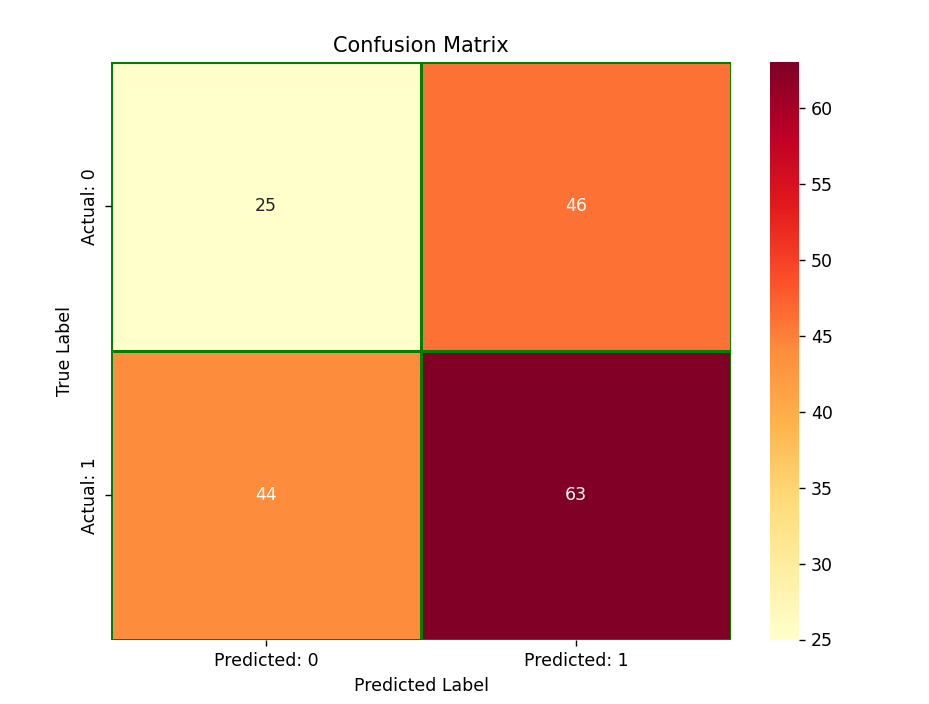 Confusion Matrix
True Label
Actual: 0
Actual: 1
25
46
44
63
Predicted: 0
Predicted: 1
Predicted Label
60
55
50
45
40
35
30
25